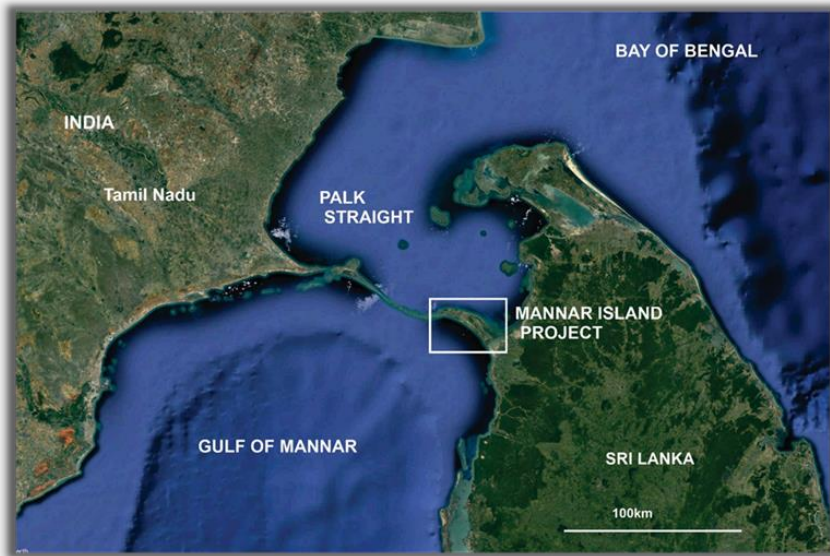 BAY OF BENGAL
INDIA
Tamil Nadu
PALK
STRAIGHT
MANNAR ISLAND
PROJECT
GULF OF MANNAR
SRI LANKA
100km